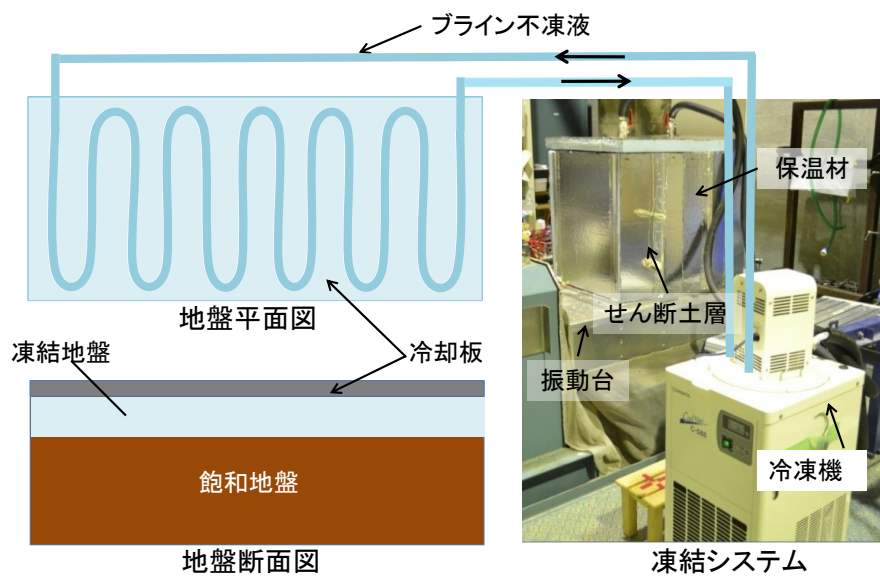 ブライン不凍液
保温材
地盤平面図
せん断土層
凍結地盤
冷却板
振動台
冷凍機
飽和地盤
地盤断面図
凍結システム